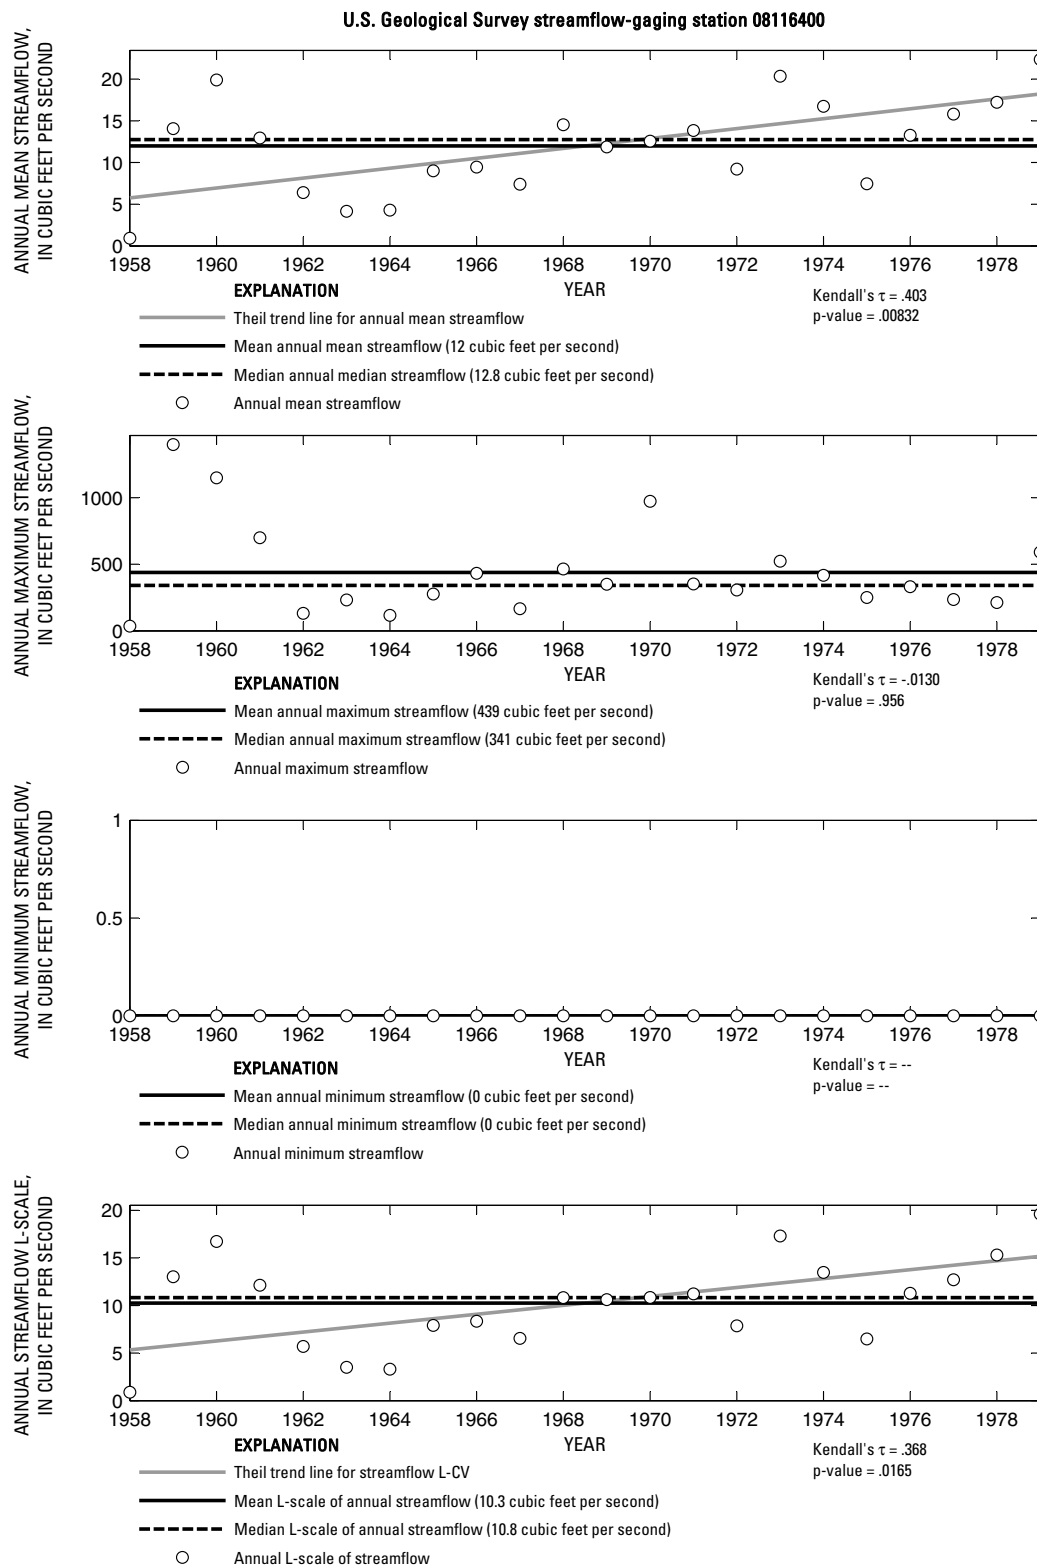 U.S. Geological Survey streamflow-gaging station 08116400
ANNUAL MEAN STREAMFLOW,
IN CUBIC FEET PER SECOND
20
15
10
5
0
1958 1960 1962 1964 1966 1968 1970 1972 1974 1976 1978
YEAR
EXPLANATION
Theil trend line for annual mean streamflow
Mean annual mean streamflow (12 cubic feet per second)
Median annual median streamflow (12.8 cubic feet per second)
Annual mean streamflow
Kendall's τ = .403
p-value = .00832
ANNUAL MAXIMUM STREAMFLOW,
IN CUBIC FEET PER SECOND
1000
500
0
1958 1960 1962 1964 1966 1968 1970 1972 1974 1976 1978
YEAR
EXPLANATION
Mean annual maximum streamflow (439 cubic feet per second)
Median annual maximum streamflow (341 cubic feet per second)
Annual maximum streamflow
Kendall's τ = -.0130
p-value = .956
ANNUAL MINIMUM STREAMFLOW,
IN CUBIC FEET PER SECOND
1
0.5
0
1958 1960 1962 1964 1966 1968 1970 1972 1974 1976 1978
YEAR
EXPLANATION
Mean annual minimum streamflow (0 cubic feet per second)
Median annual minimum streamflow (0 cubic feet per second)
Annual minimum streamflow
Kendall's τ = --
p-value = --
ANNUAL STREAMFLOW L-SCALE,
IN CUBIC FEET PER SECOND
20
15
10
5
0
1958 1960 1962 1964 1966 1968 1970 1972 1974 1976 1978
YEAR
EXPLANATION
Theil trend line for streamflow L-CV
Mean L-scale of annual streamflow (10.3 cubic feet per second)
Median L-scale of annual streamflow (10.8 cubic feet per second)
Annual L-scale of streamflow
Kendall's τ = .368
p-value = .0165